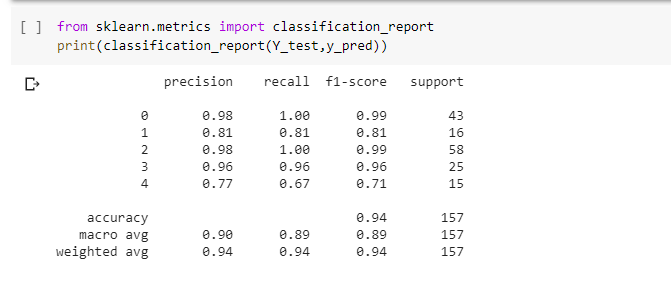 [ ] from sklearn.metrics import classification_report
print(classification_report(Y_test,y_pred))
precision recall f1-score support
0 0.98 1.00 0.99 43
1 0.81 0.81 0.81 16
2 0.98 1.00 0.99 58
3 0.96 0.96 0.96 25
4 0.77 0.67 0.71 15
accuracy 0.94 157
macro avg 0.90 0.89 0.89 157
weighted avg 0.94 0.94 0.94 157